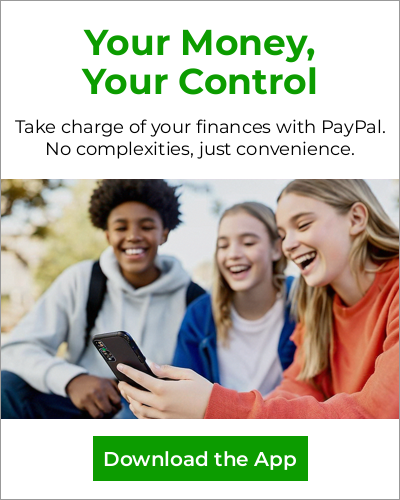 Your Money,
Your Control
Take charge of your finances with PayPal.
No complexities, just convenience.
Download the App